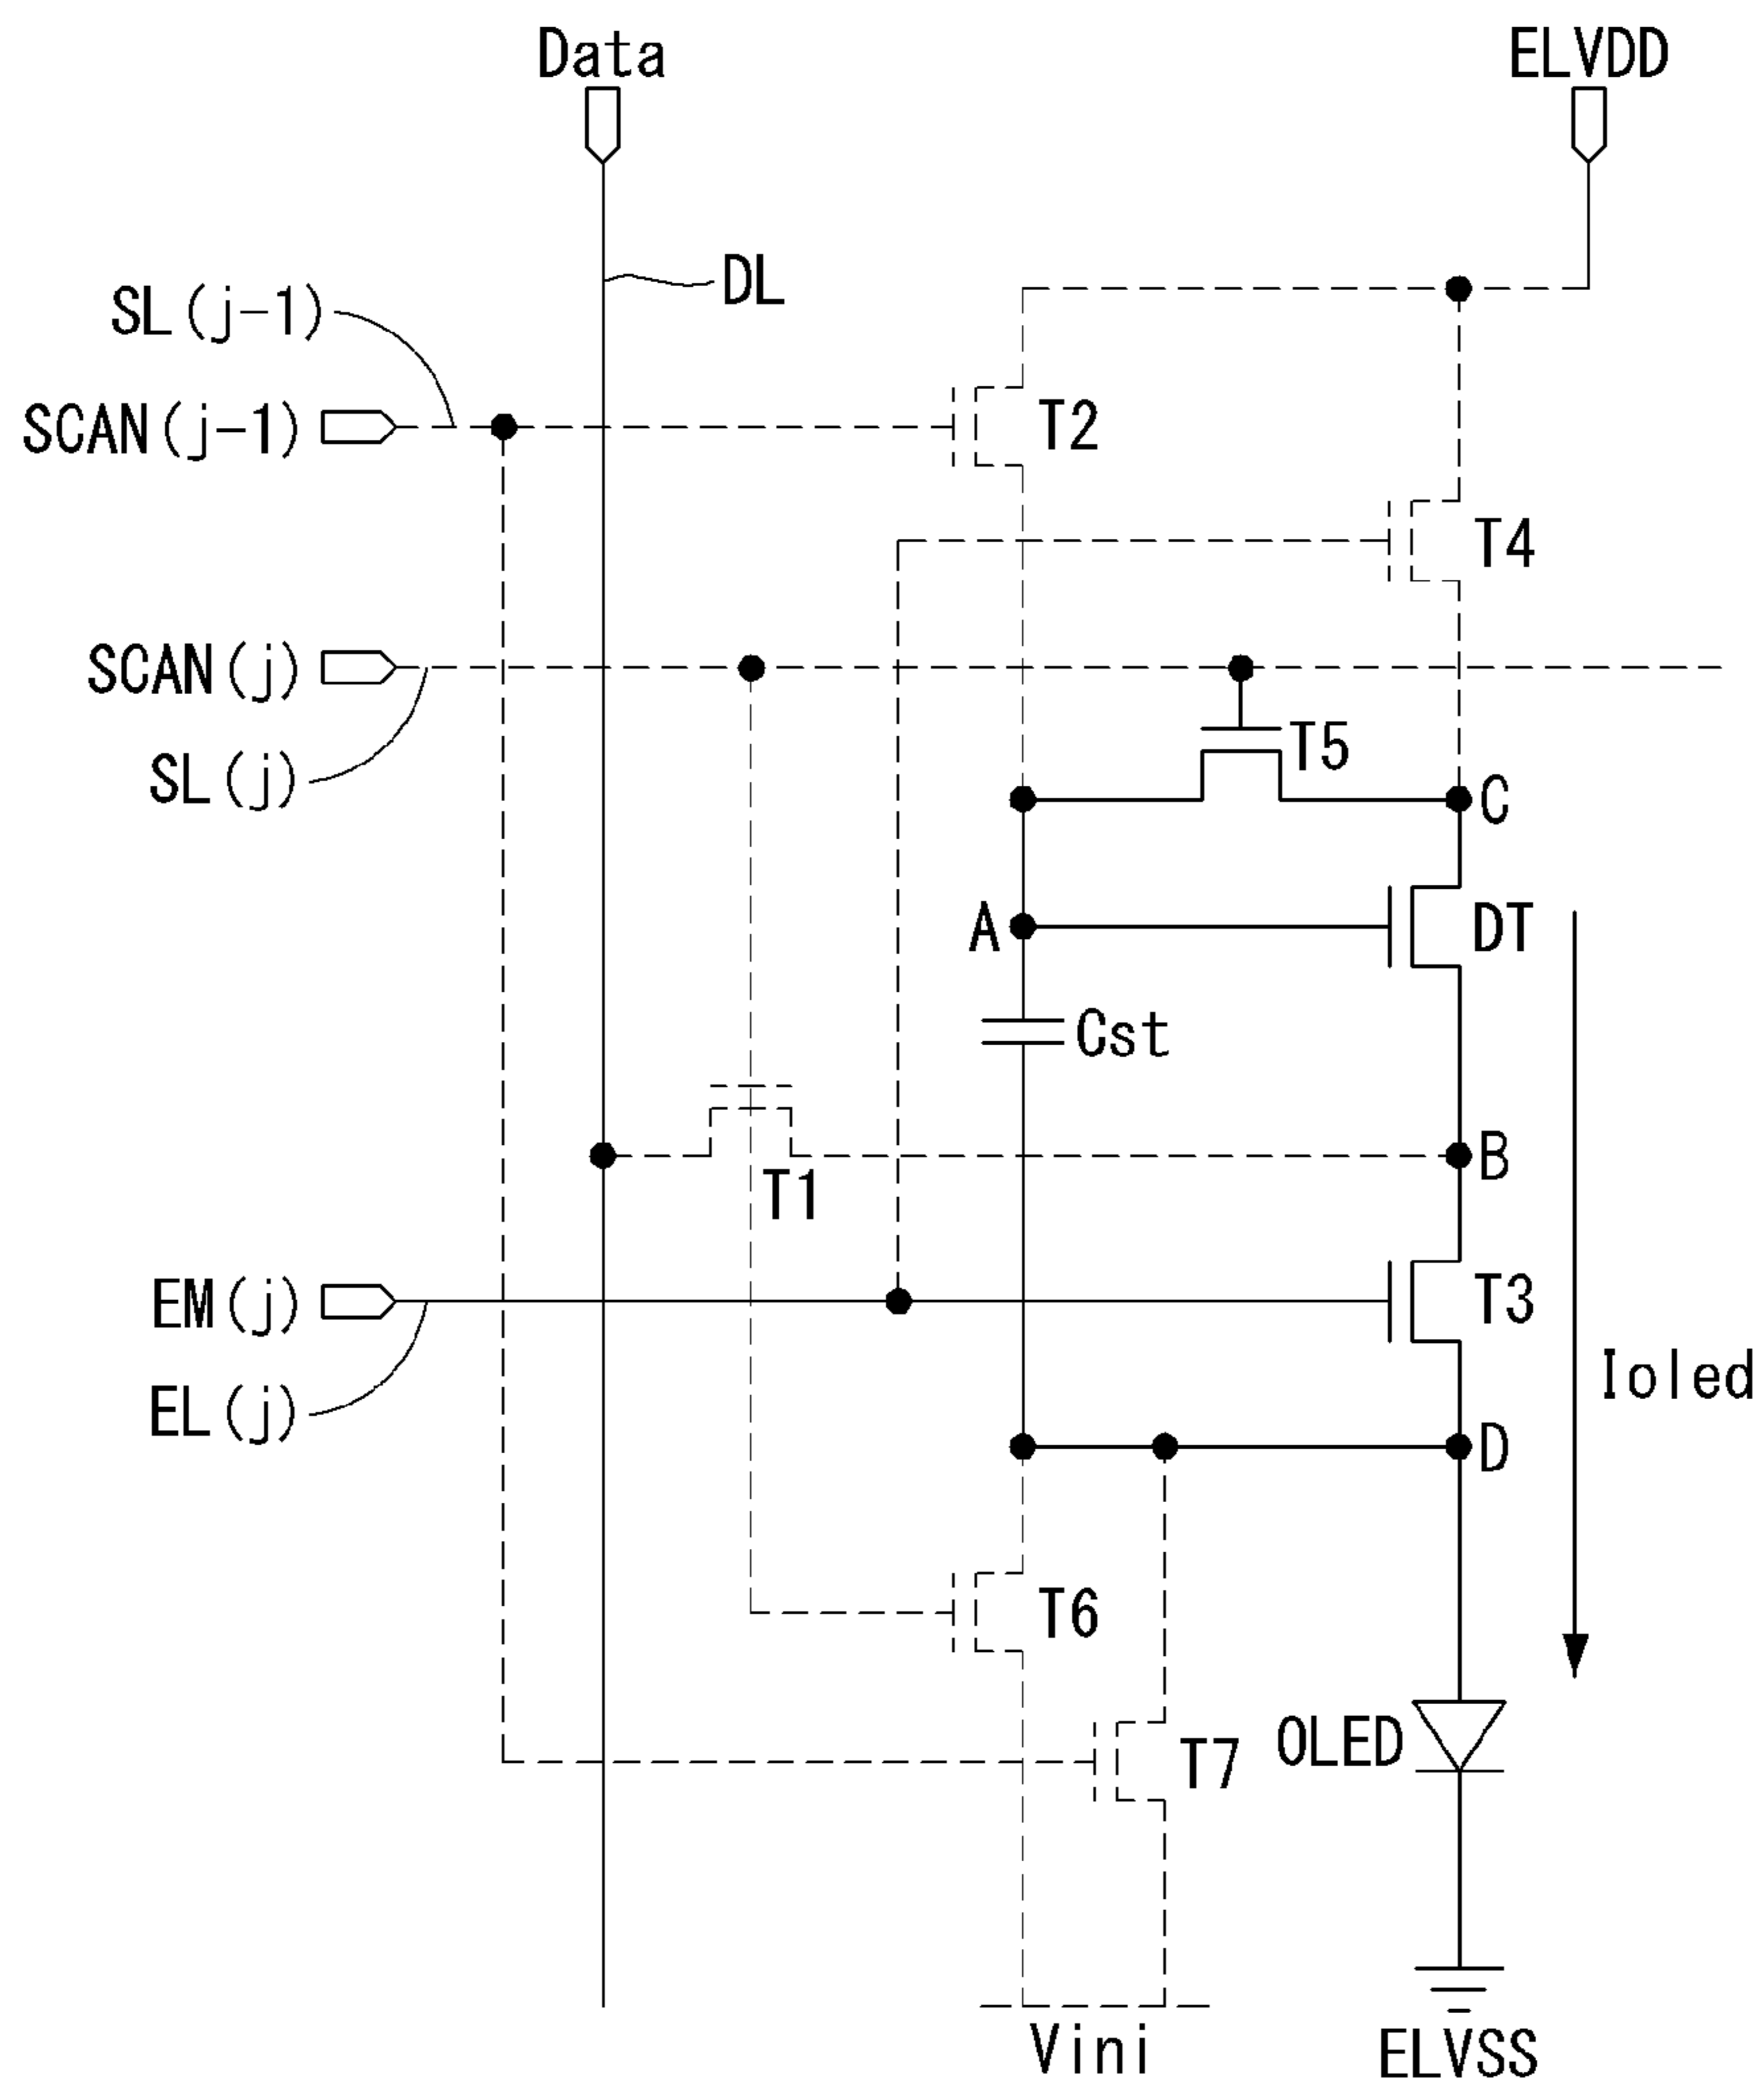 Data
ELVDD
DL
SL(j-1)
SCAN(j-1)
T2
T4
SCAN(j)
T5
SL(j)
C
A
DT
Cst
B
T1
EM(j)
T3
Ioled
EL(j)
D
T6
OLED
T7
Vini
ELVSS